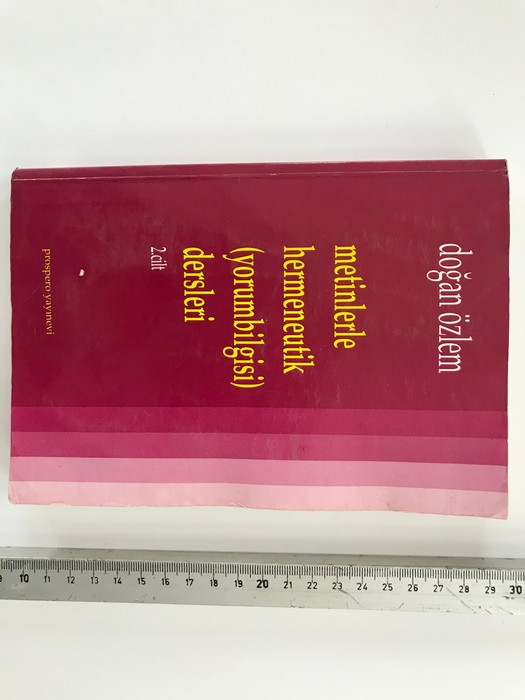 doğan özlem
metinlerle
hermeneutik
(yorumbilgisi)
dersleri
2.cilt
prospero yayınevi
10 11 12 13 14 15 16 17 18 19 20 21 22 23 24 25 26 27 28 29 30